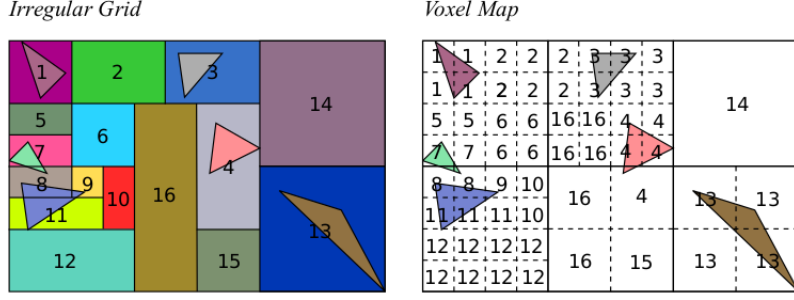 Irregular Grid
Voxel Map
1 2 3 14
5 6 7 4 16
8 9 10 11 13
12 15
1 1 2 2 2 3 3 3
1 1 2 2 2 3 3 3 14
5 5 6 6 16 16 4 4
7 7 6 6 16 16 4 4
8 8 9 10 16 4 13 13
11 11 11 10
12 12 12 12 16 15 13 13
12 12 12 12